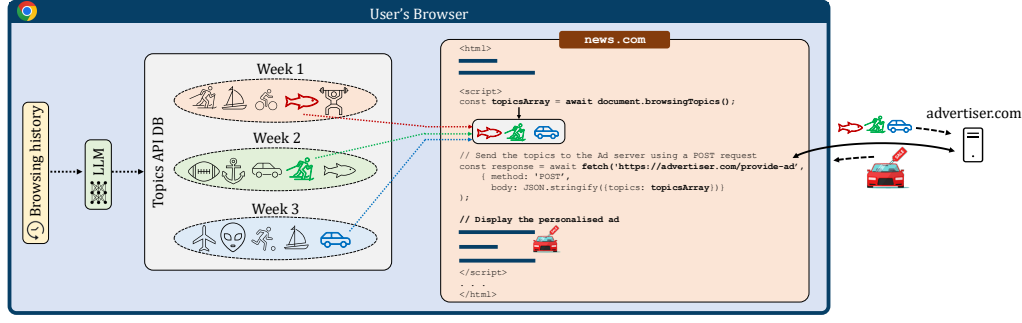 User's Browser
Browsing history
LLM
Topics API DB
Week 1
Week 2
Week 3
news.com
<html>
<script>
const topicsArray = await document.browsingTopics();
// Send the topics to the Ad server using a POST request
const response = await fetch('https://advertiser.com/provide-ad',
{ method: 'POST',
body: JSON.stringify({topics: topicsArray})}
);
// Display the personalised ad
</script>
. . .
</html>
advertiser.com